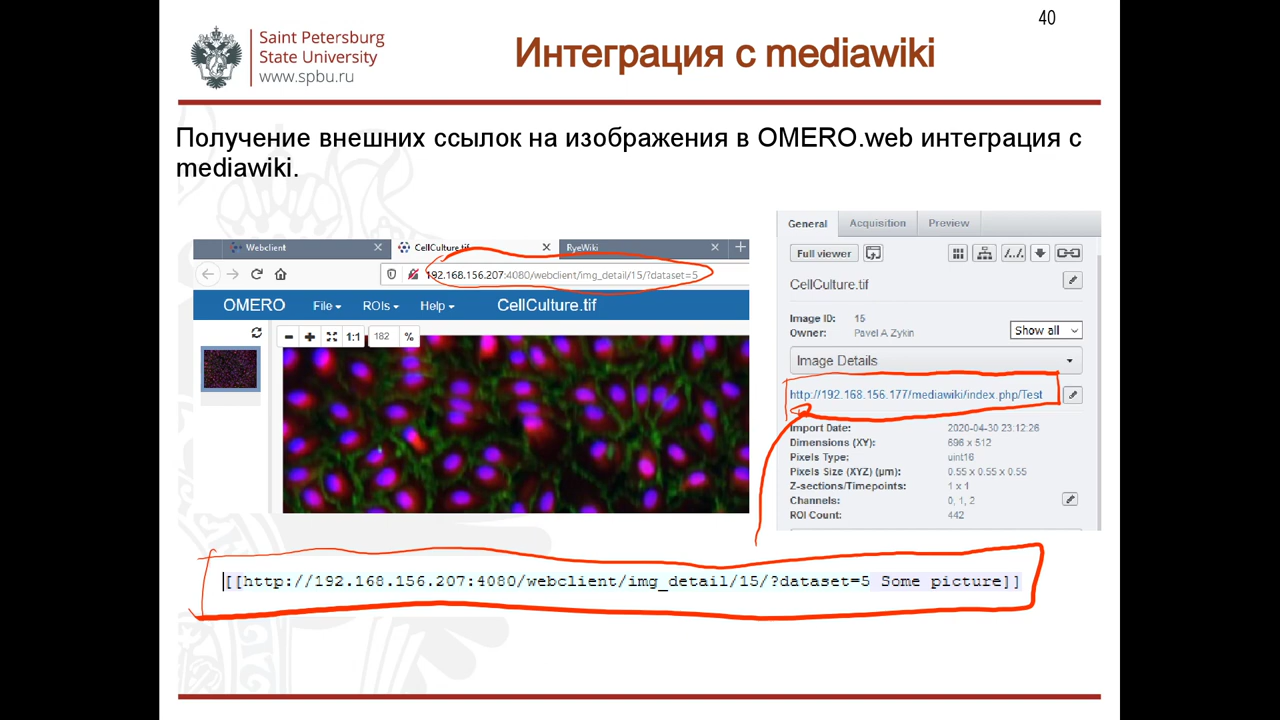 40
Saint Petersburg
State University
www.spbu.ru
Интеграция с mediawiki
Получение внешних ссылок на изображения в OMERO.web интеграция с
mediawiki.
Webclient
CellCulture.tif
RyeWiki
192.168.156.207:4080/webclient/img_detail/15/?dataset=5
OMERO File ROIs Help CellCulture.tif
1:1 182 %
General Acquisition Preview
Full viewer
CellCulture.tif
Image ID: 15
Owner: Pavel A Zykin
Show all
Image Details
http://192.168.156.177/mediawiki/index.php/Test
Import Date: 2020-04-30 23:12:26
Dimensions (XY): 696 x 512
Pixels Type: uint16
Pixels Size (XYZ) (µm): 0.55 x 0.55 x 0.55
Z-sections/Timepoints: 1 x 1
Channels: 0, 1, 2
ROI Count: 442
[[http://192.168.156.207:4080/webclient/img_detail/15/?dataset=5 Some picture]]